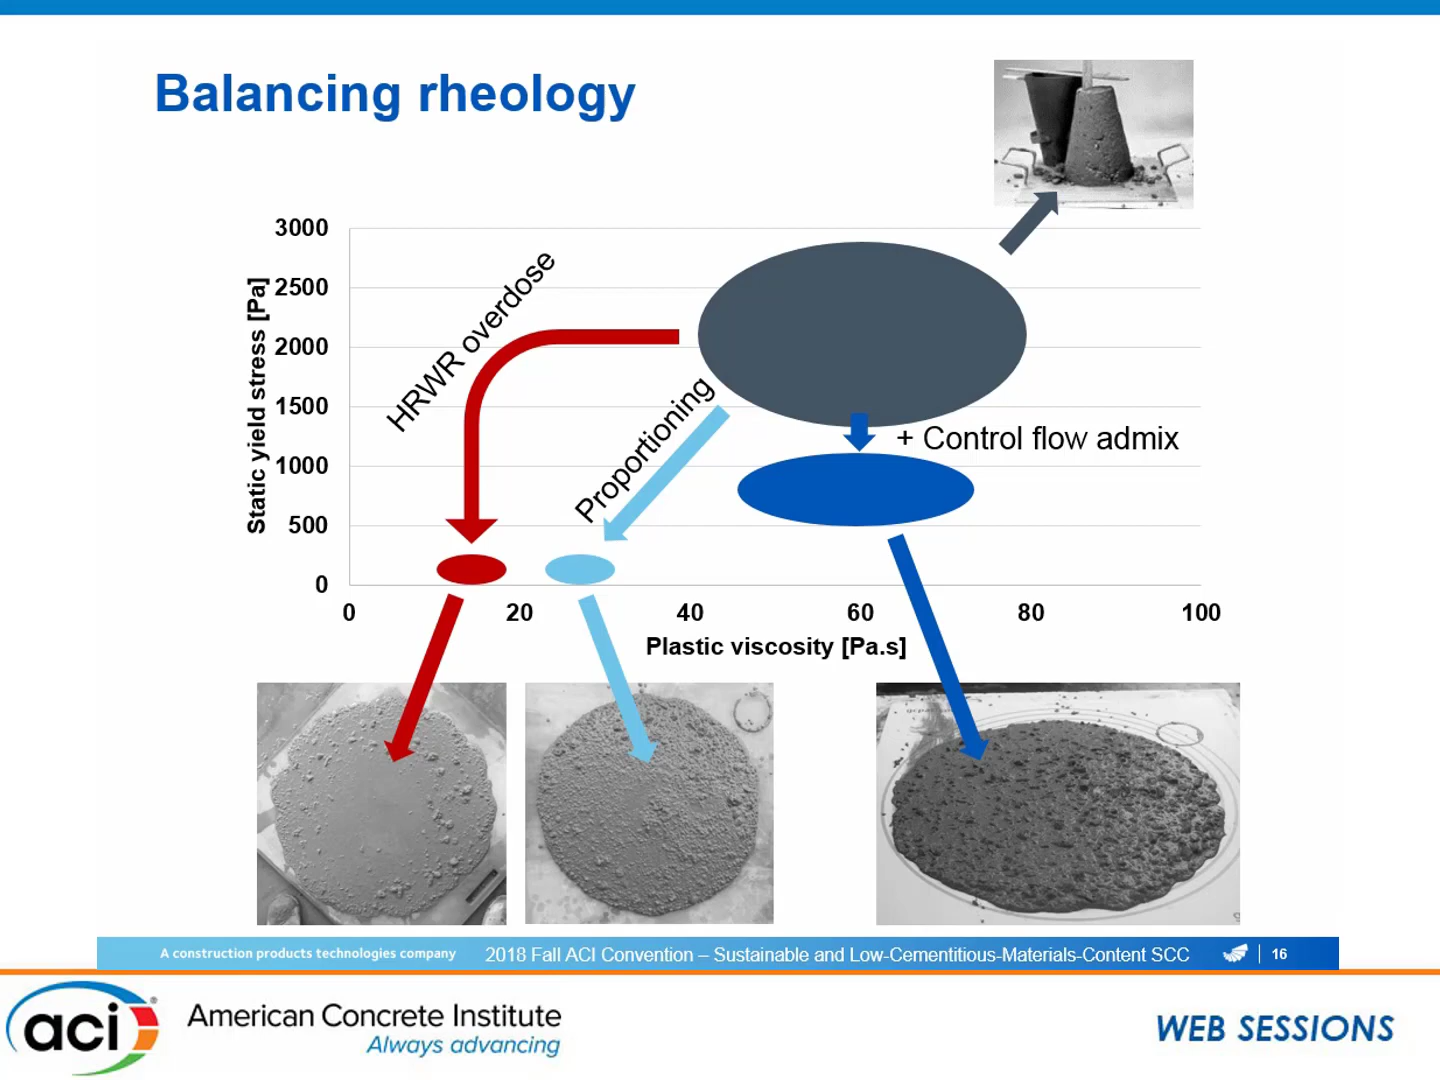 Balancing rheology
3000
2500
2000
1500
1000
500
0
Static yield stress [Pa]
HRWR overdose
Proportioning
+ Control flow admix
0 20 40 60 80 100
Plastic viscosity [Pa.s]
A construction products technologies company
2018 Fall ACI Convention – Sustainable and Low-Cementitious-Materials-Content SCC
16
aci®
American Concrete Institute
Always advancing
WEB SESSIONS